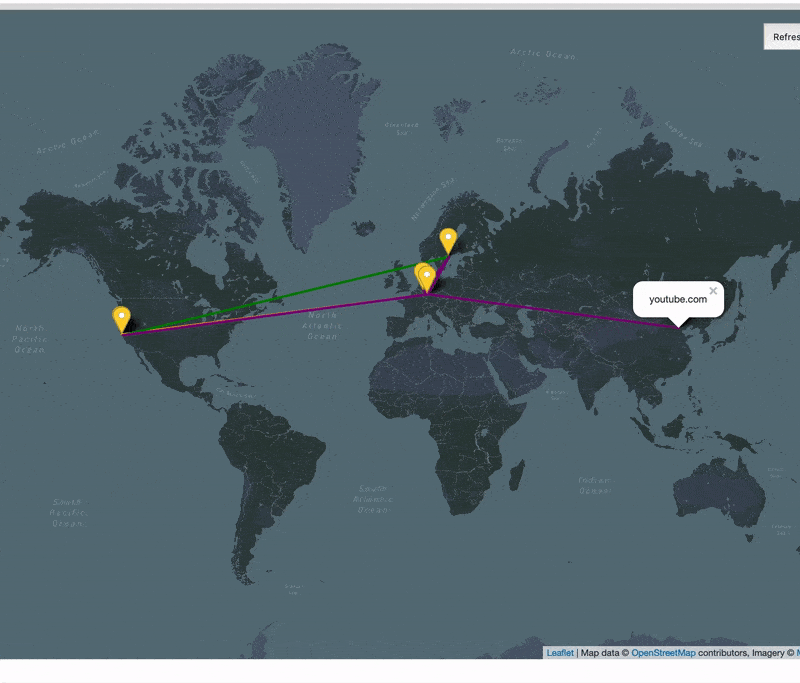 Refres
Arctic Ocean
Arctic Ocean
Greenland
Sea
Barents
Sea
Laptev Sea
Norwegian Sea
youtube.com
North
Pacific
Ocean
North
Atlantic
Ocean
South
Pacific
Ocean
South
Atlantic
Ocean
Indian
Ocean
Leaflet | Map data © OpenStreetMap contributors, Imagery © M